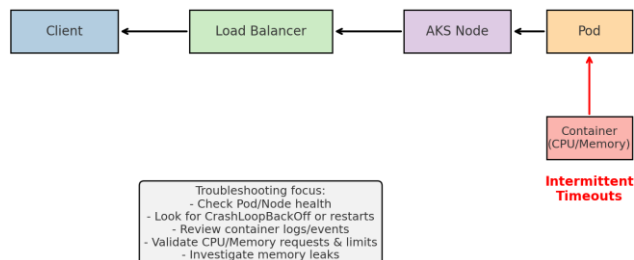 Client
Load Balancer
AKS Node
Pod
Container
(CPU/Memory)
Intermittent
Timeouts
Troubleshooting focus:
- Check Pod/Node health
- Look for CrashLoopBackOff or restarts
- Review container logs/events
- Validate CPU/Memory requests & limits
- Investigate memory leaks